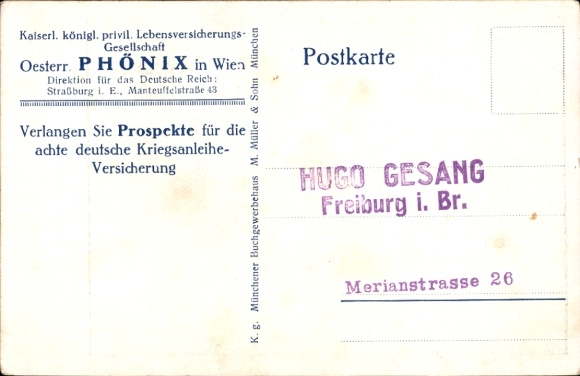 Kaiserl. königl. privil. Lebensversicherungs-
Gesellschaft
Oesterr. PHÖNIX in Wien
Direktion für das Deutsche Reich:
Straßburg i. E., Manteuffelstraße 43
Verlangen Sie Prospekte für die
achte deutsche Kriegsanleihe-
Versicherung
K. g. Münchener Buchgewerbehaus M. Müller & Sohn München
Postkarte
HUGO GESANG
Freiburg i. Br.
Merianstrasse 26